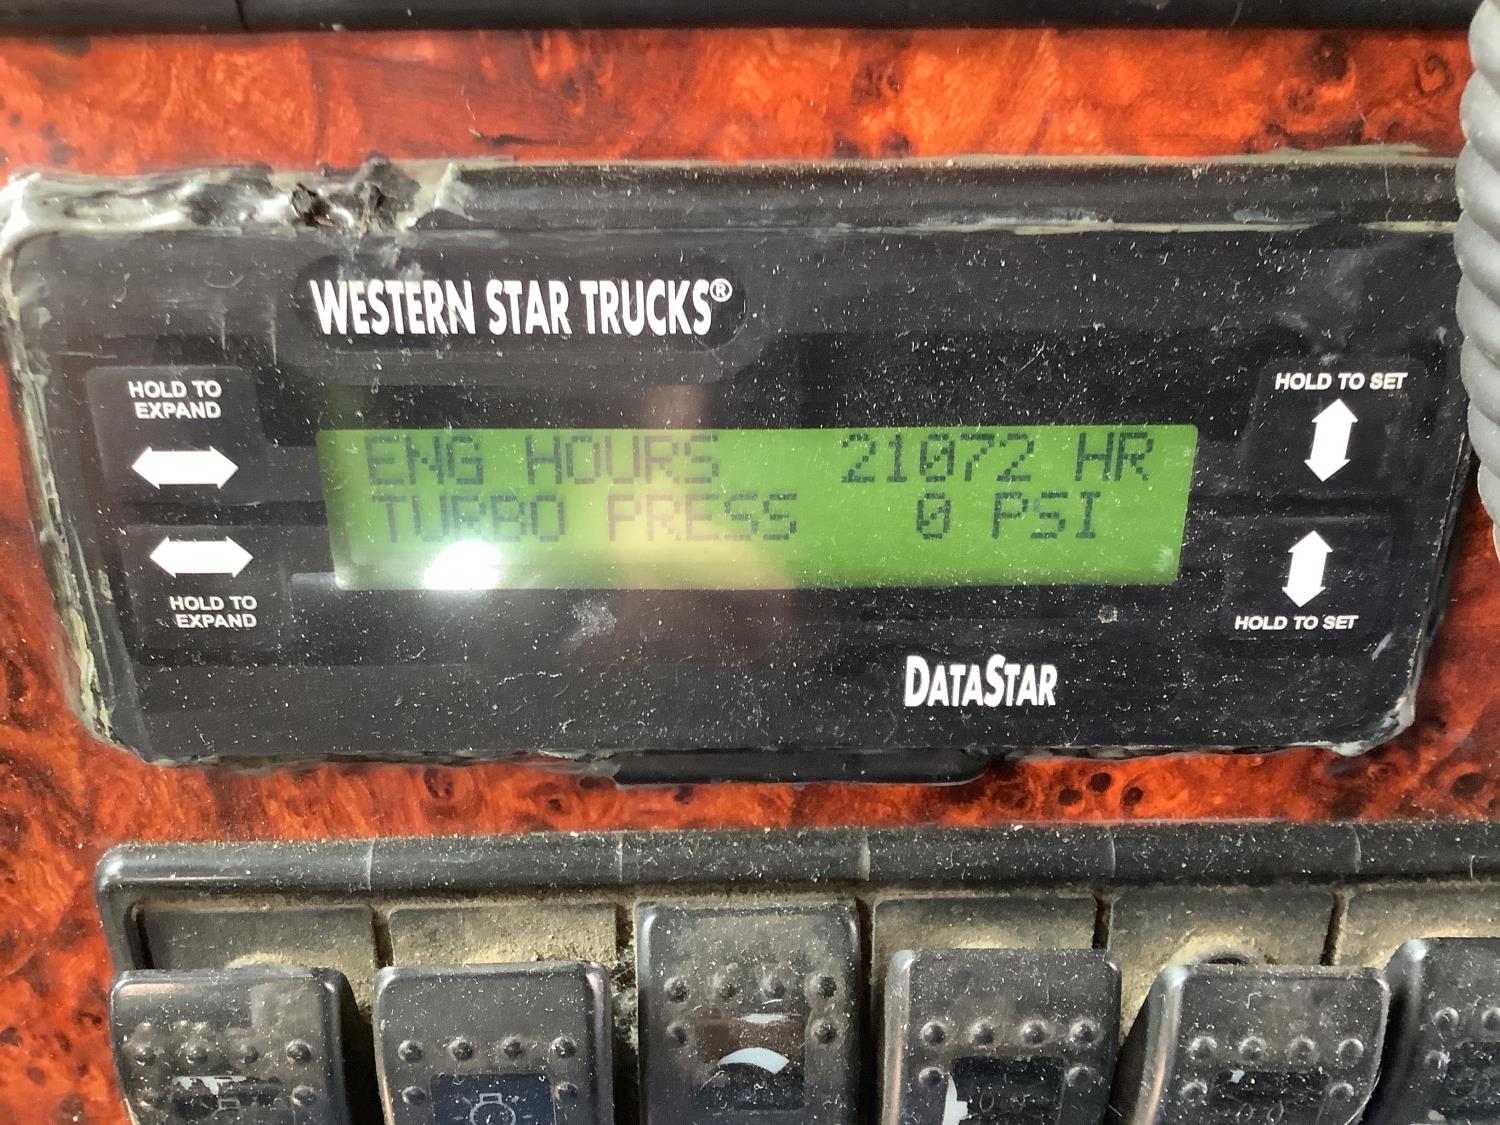 WESTERN STAR TRUCKS®
HOLD TO
EXPAND
HOLD TO SET
ENG HOURS 21072 HR
TURBO PRESS 0 PSI
HOLD TO
EXPAND
HOLD TO SET
DATASTAR